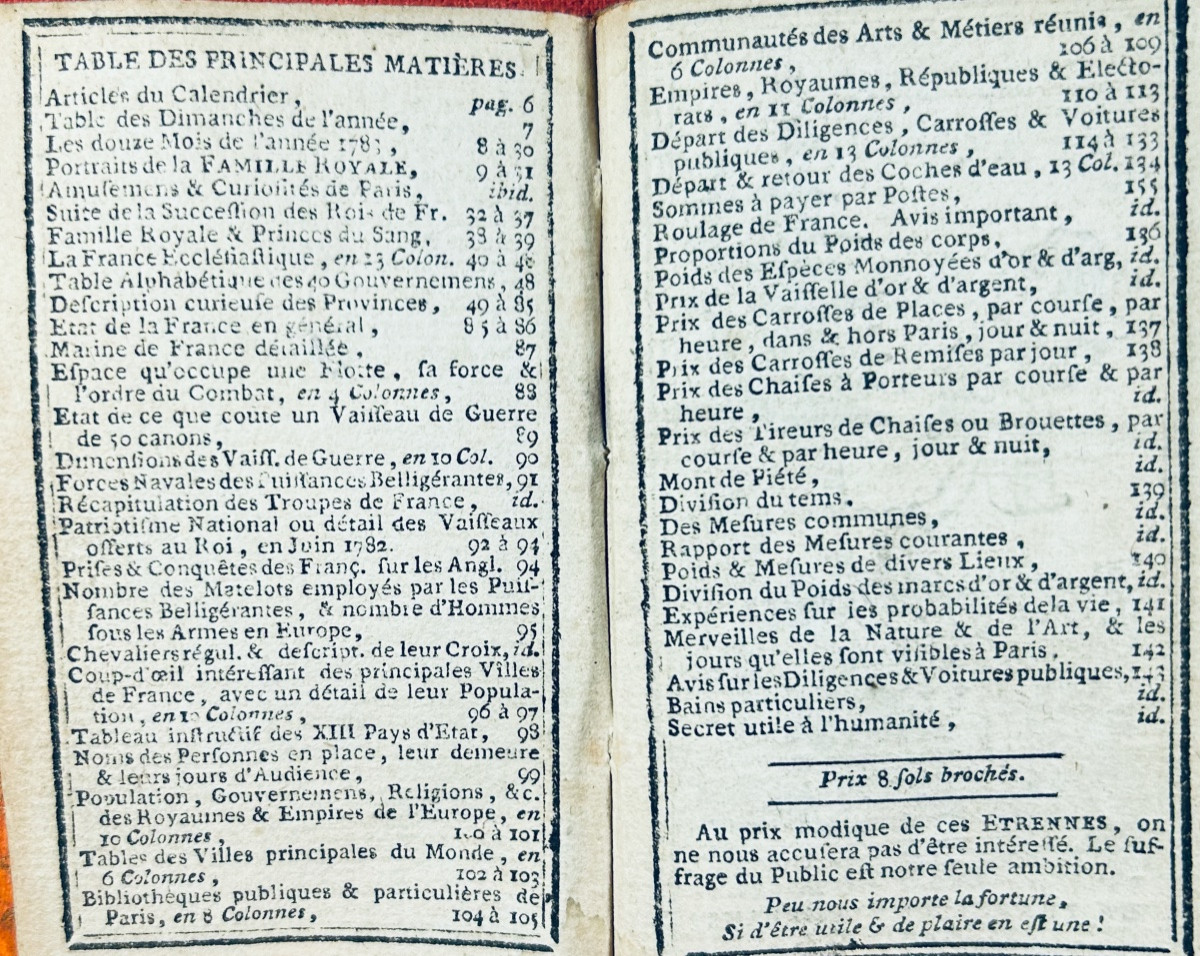 TABLE DES PRINCIPALES MATIÈRES.
Articles du Calendrier, pag. 6
Table des Dimanches de l'année, 7
Les douze Mois de l'année 1783, 8 à 30
Portraits de la FAMILLE ROYALE, 9 à 31
Amuſemens & Curioſités de Paris, ibid.
Suite de la Succeſſion des Rois de Fr. 32 à 37
Famille Royale & Princes du Sang, 38 à 39
La France Eccléſiaſtique, en 23 Colon. 40 à 48
Table Alphabétique des 40 Gouvernemens, 48
Deſcription curieuſe des Provinces, 49 à 85
Etat de la France en général, 85 à 86
Marine de France détaillée, 87
Eſpace qu'occupe une Flotte, ſa force &
l'ordre du Combat, en 4 Colonnes, 88
Etat de ce que coute un Vaiſſeau de Guerre
de 50 canons, 89
Dimenſions des Vaiſſ. de Guerre, en 10 Col. 90
Forces Navales des Puiſſances Belligérantes, 91
Récapitulation des Troupes de France, id.
Patriotiſme National ou détail des Vaiſſeaux
offerts au Roi, en Juin 1782. 92 à 94
Priſes & Conquêtes des Franç. ſur les Angl. 94
Nombre des Matelots employés par les Puiſ-
ſances Belligérantes, & nombre d'Hommes
ſous les Armes en Europe, 95
Chevaliers régul. & deſcript. de leur Croix, id.
Coup-d'œil intéreſſant des principales Villes
de France, avec un détail de leur Popula-
tion, en 10 Colonnes, 96 à 97
Tableau inſtructif des XIII Pays d'Etat, 98
Noms des Perſonnes en place, leur demeure
& leurs jours d'Audience, 99
Population, Gouvernemens, Religions, &c.
des Royaumes & Empires de l'Europe, en
10 Colonnes, 100 à 101
Tables des Villes principales du Monde, en
6 Colonnes, 102 à 103
Bibliothèques publiques & particulières de
Paris, en 8 Colonnes, 104 à 105
Communautés des Arts & Métiers réunis, en
6 Colonnes, 106 à 109
Empires, Royaumes, Républiques & Electo-
rats, en 11 Colonnes, 110 à 113
Départ des Diligences, Carroſſes & Voitures
publiques, en 13 Colonnes, 114 à 133
Départ & retour des Coches d'eau, 13 Col. 134
Sommes à payer par Poſtes, 155
Roulage de France. Avis important, id.
Proportions du Poids des corps, 136
Poids des Eſpèces Monnoyées d'or & d'arg, id.
Prix de la Vaiſſelle d'or & d'argent, id.
Prix des Carroſſes de Places, par courſe, par
heure, dans & hors Paris, jour & nuit, 137
Prix des Carroſſes de Remiſes par jour, 138
Prix des Chaiſes à Porteurs par courſe & par
heure, id.
Prix des Tireurs de Chaiſes ou Brouettes, par
courſe & par heure, jour & nuit, id.
Mont de Piété, id.
Diviſion du tems. 139
Des Meſures communes, id.
Rapport des Meſures courantes, id.
Poids & Meſures de divers Lieux, 140
Diviſion du Poids des marcs d'or & d'argent, id.
Expériences ſur les probabilités de la vie, 141
Merveilles de la Nature & de l'Art, & les
jours qu'elles ſont viſibles à Paris. 142
Avis ſur les Diligences & Voitures publiques, 143
Bains particuliers, id.
Secret utile à l'humanité, id.
Prix 8 ſols brochés.
Au prix modique de ces ETRENNES, on
ne nous accuſera pas d'être intéreſſé. Le ſuf-
frage du Public eſt notre ſeule ambition.
Peu nous importe la fortune,
Si d'être utile & de plaire en eſt une !